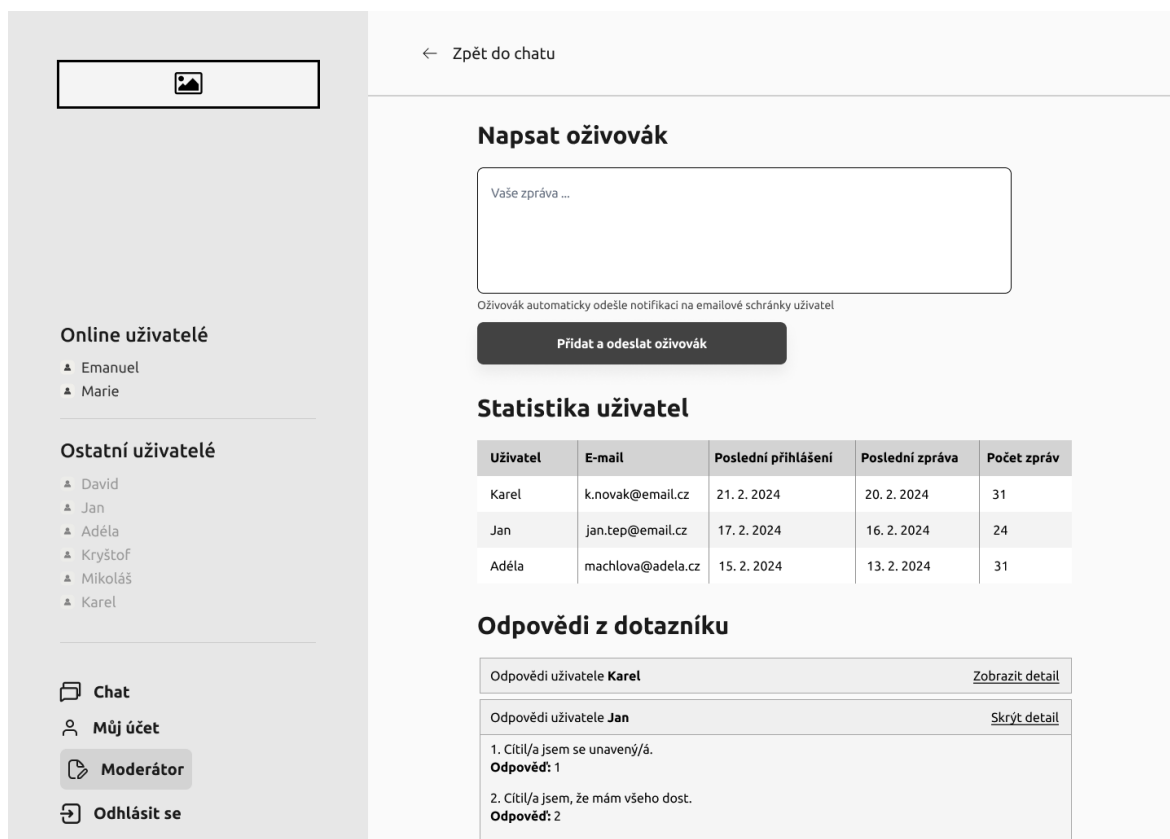 Zpět do chatu
Online uživatelé
Emanuel
Marie
Ostatní uživatelé
David
Jan
Adéla
Kryštof
Mikoláš
Karel
Chat
Můj účet
Moderátor
Odhlásit se
Napsat oživovák
Vaše zpráva ...
Oživovák automaticky odešle notifikaci na emailové schránky uživatel
Přidat a odeslat oživovák
Statistika uživatel
Uživatel E-mail Poslední přihlášení Poslední zpráva Počet zpráv
Karel k.novak@email.cz 21. 2. 2024 20. 2. 2024 31
Jan jan.tep@email.cz 17. 2. 2024 16. 2. 2024 24
Adéla machlova@adela.cz 15. 2. 2024 13. 2. 2024 31
Odpovědi z dotazníku
Odpovědi uživatele Karel Zobrazit detail
Odpovědi uživatele Jan Skrýt detail
1. Cítil/a jsem se unavený/á.
Odpověď: 1
2. Cítil/a jsem, že mám všeho dost.
Odpověď: 2